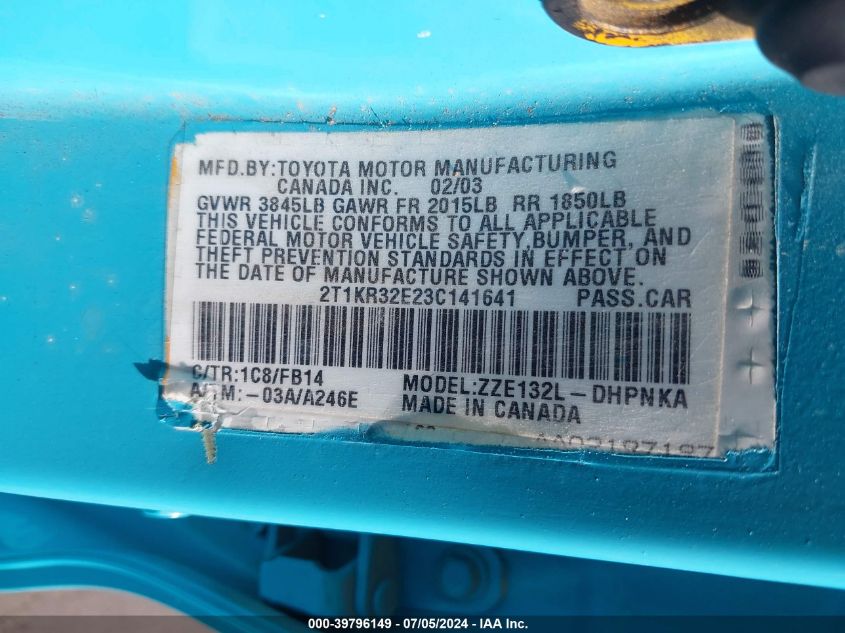 MFD.BY:TOYOTA MOTOR MANUFACTURING
CANADA INC. 02/03
GVWR 3845LB GAWR FR 2015LB RR 1850LB
THIS VEHICLE CONFORMS TO ALL APPLICABLE
FEDERAL MOTOR VEHICLE SAFETY,BUMPER, AND
THEFT PREVENTION STANDARDS IN EFFECT ON
THE DATE OF MANUFACTURE SHOWN ABOVE.
2T1KR32E23C141641 PASS.CAR
C/TR:1C8/FB14 MODEL:ZZE132L-DHPNKA
A/TM:-03A/A246E MADE IN CANADA
000-39796149 - 07/05/2024 - IAA Inc.